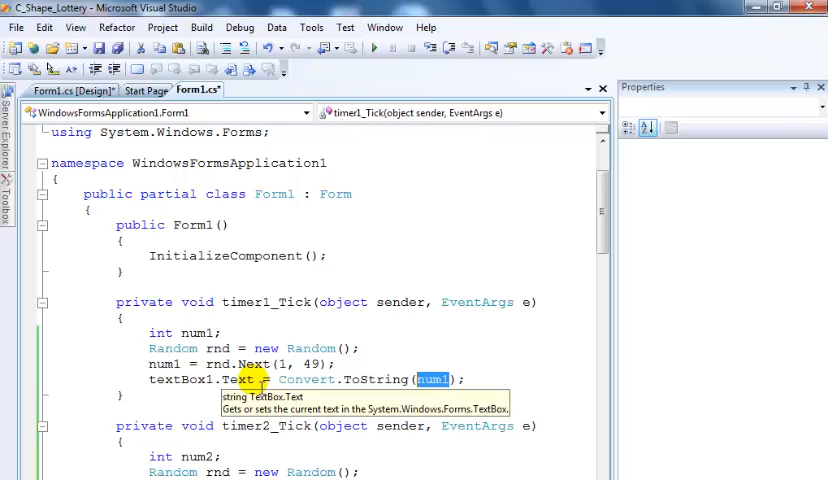 C_Shape_Lottery - Microsoft Visual Studio
File Edit View Refactor Project Build Debug Data Tools Test Window Help
Form1.cs [Design]* Start Page Form1.cs* Properties
WindowsFormsApplication1.Form1 timer1_Tick(object sender, EventArgs e)
Server Explorer
Toolbox
using System.Windows.Forms;
namespace WindowsFormsApplication1
{
public partial class Form1 : Form
{
public Form1()
{
InitializeComponent();
}
private void timer1_Tick(object sender, EventArgs e)
{
int num1;
Random rnd = new Random();
num1 = rnd.Next(1, 49);
textBox1.Text = Convert.ToString(num1);
}
string TextBox.Text
Gets or sets the current text in the System.Windows.Forms.TextBox.
private void timer2_Tick(object sender, EventArgs e)
{
int num2;
Random rnd = new Random();